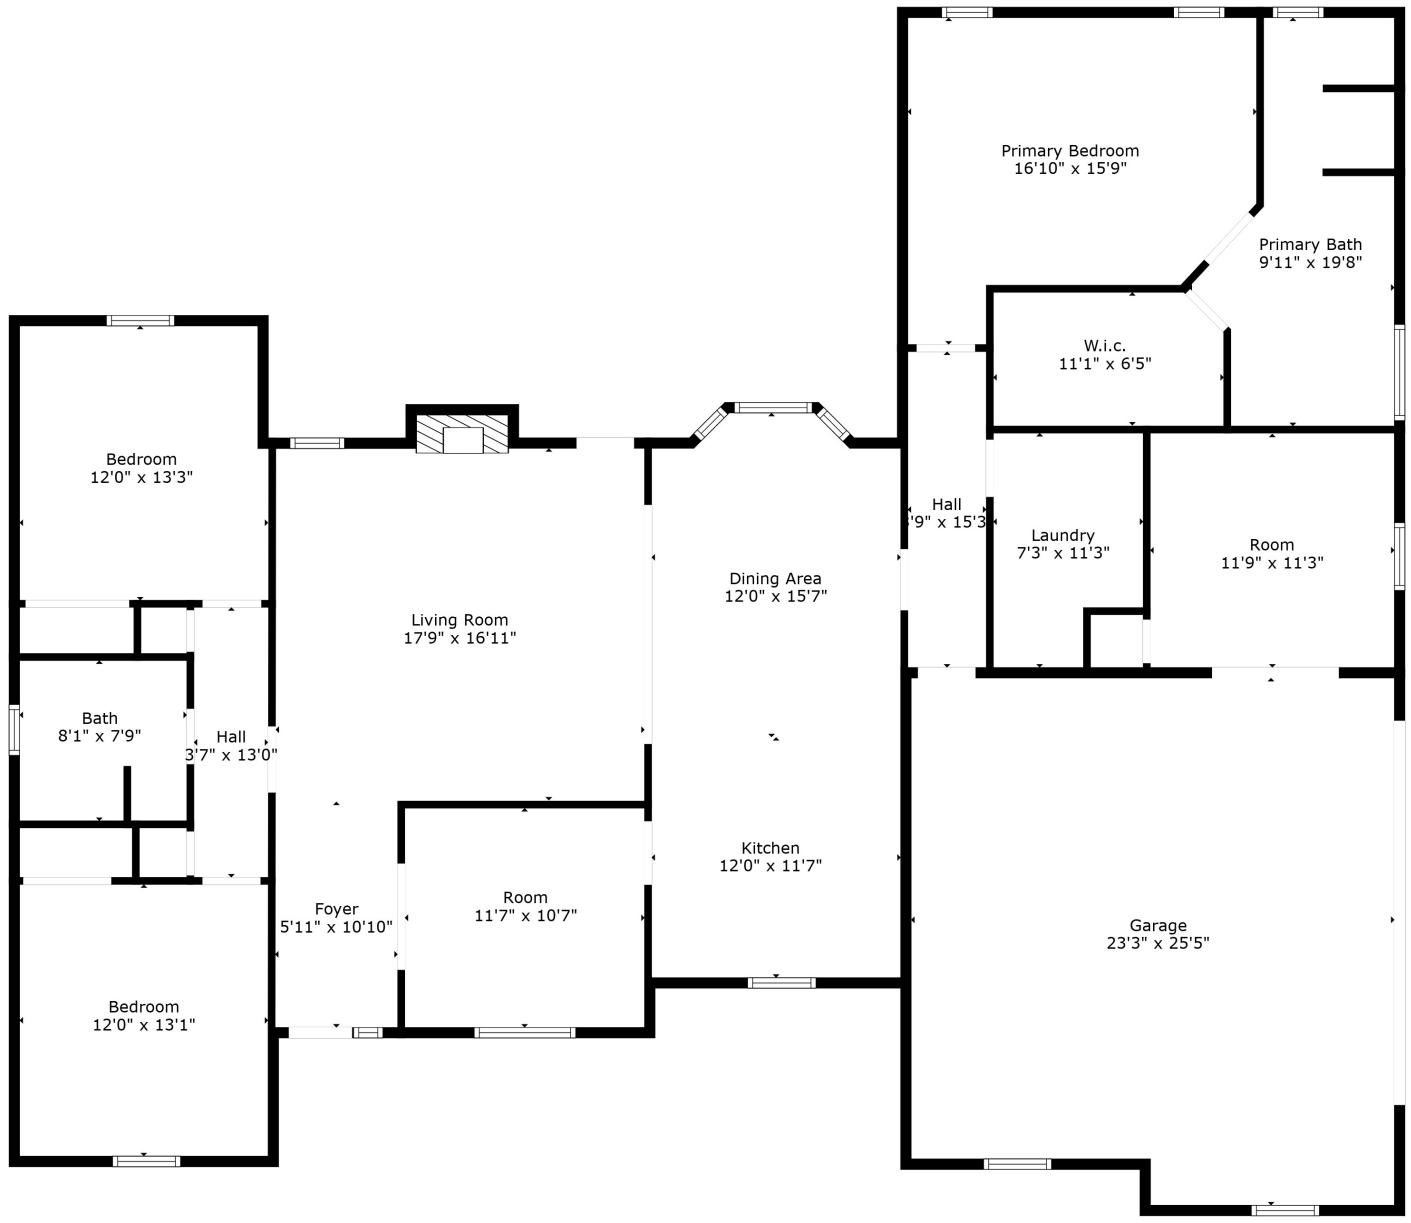 Primary Bedroom
16'10" x 15'9"
Primary Bath
9'11" x 19'8"
W.i.c.
11'1" x 6'5"
Bedroom
12'0" x 13'3"
Hall
3'9" x 15'3
Laundry
7'3" x 11'3"
Room
11'9" x 11'3"
Dining Area
12'0" x 15'7"
Living Room
17'9" x 16'11"
Bath
8'1" x 7'9"
Hall
3'7" x 13'0"
Kitchen
12'0" x 11'7"
Room
11'7" x 10'7"
Foyer
5'11" x 10'10"
Garage
23'3" x 25'5"
Bedroom
12'0" x 13'1"